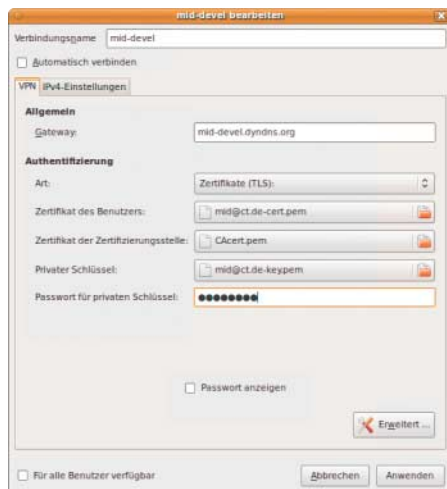 mid-devel bearbeiten
Verbindungsname mid-devel
Automatisch verbinden
VPN IPv4-Einstellungen
Allgemein
Gateway: mid-devel.dyndns.org
Authentifizierung
Art: Zertifikate (TLS):
Zertifikat des Benutzers: mid@ct.de-cert.pem
Zertifikat der Zertifizierungsstelle: CAcert.pem
Privater Schlüssel: mid@ct.de-key.pem
Passwort für privaten Schlüssel: ●●●●●●●●
Passwort anzeigen
Erweitert ...
Für alle Benutzer verfügbar Abbrechen Anwenden